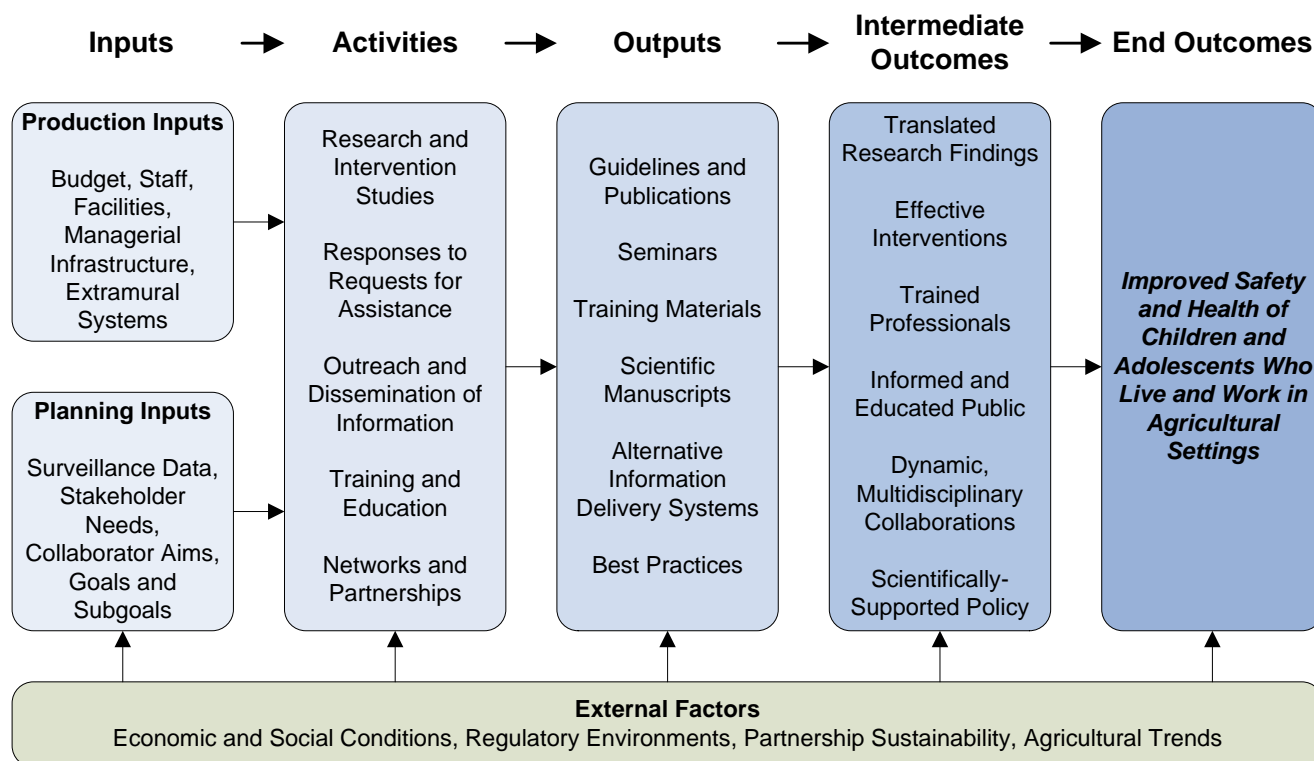 Inputs
Activities
Outputs
Intermediate
Outcomes
End Outcomes
Production Inputs
Budget, Staff,
Facilities,
Managerial
Infrastructure,
Extramural
Systems
Planning Inputs
Surveillance Data,
Stakeholder
Needs,
Collaborator Aims,
Goals and
Subgoals
Research and
Intervention
Studies
Responses to
Requests for
Assistance
Outreach and
Dissemination of
Information
Training and
Education
Networks and
Partnerships
Guidelines and
Publications
Seminars
Training Materials
Scientific
Manuscripts
Alternative
Information
Delivery Systems
Best Practices
Translated
Research Findings
Effective
Interventions
Trained
Professionals
Informed and
Educated Public
Dynamic,
Multidisciplinary
Collaborations
Scientifically-
Supported Policy
Improved Safety
and Health of
Children and
Adolescents Who
Live and Work in
Agricultural
Settings
External Factors
Economic and Social Conditions, Regulatory Environments, Partnership Sustainability, Agricultural Trends